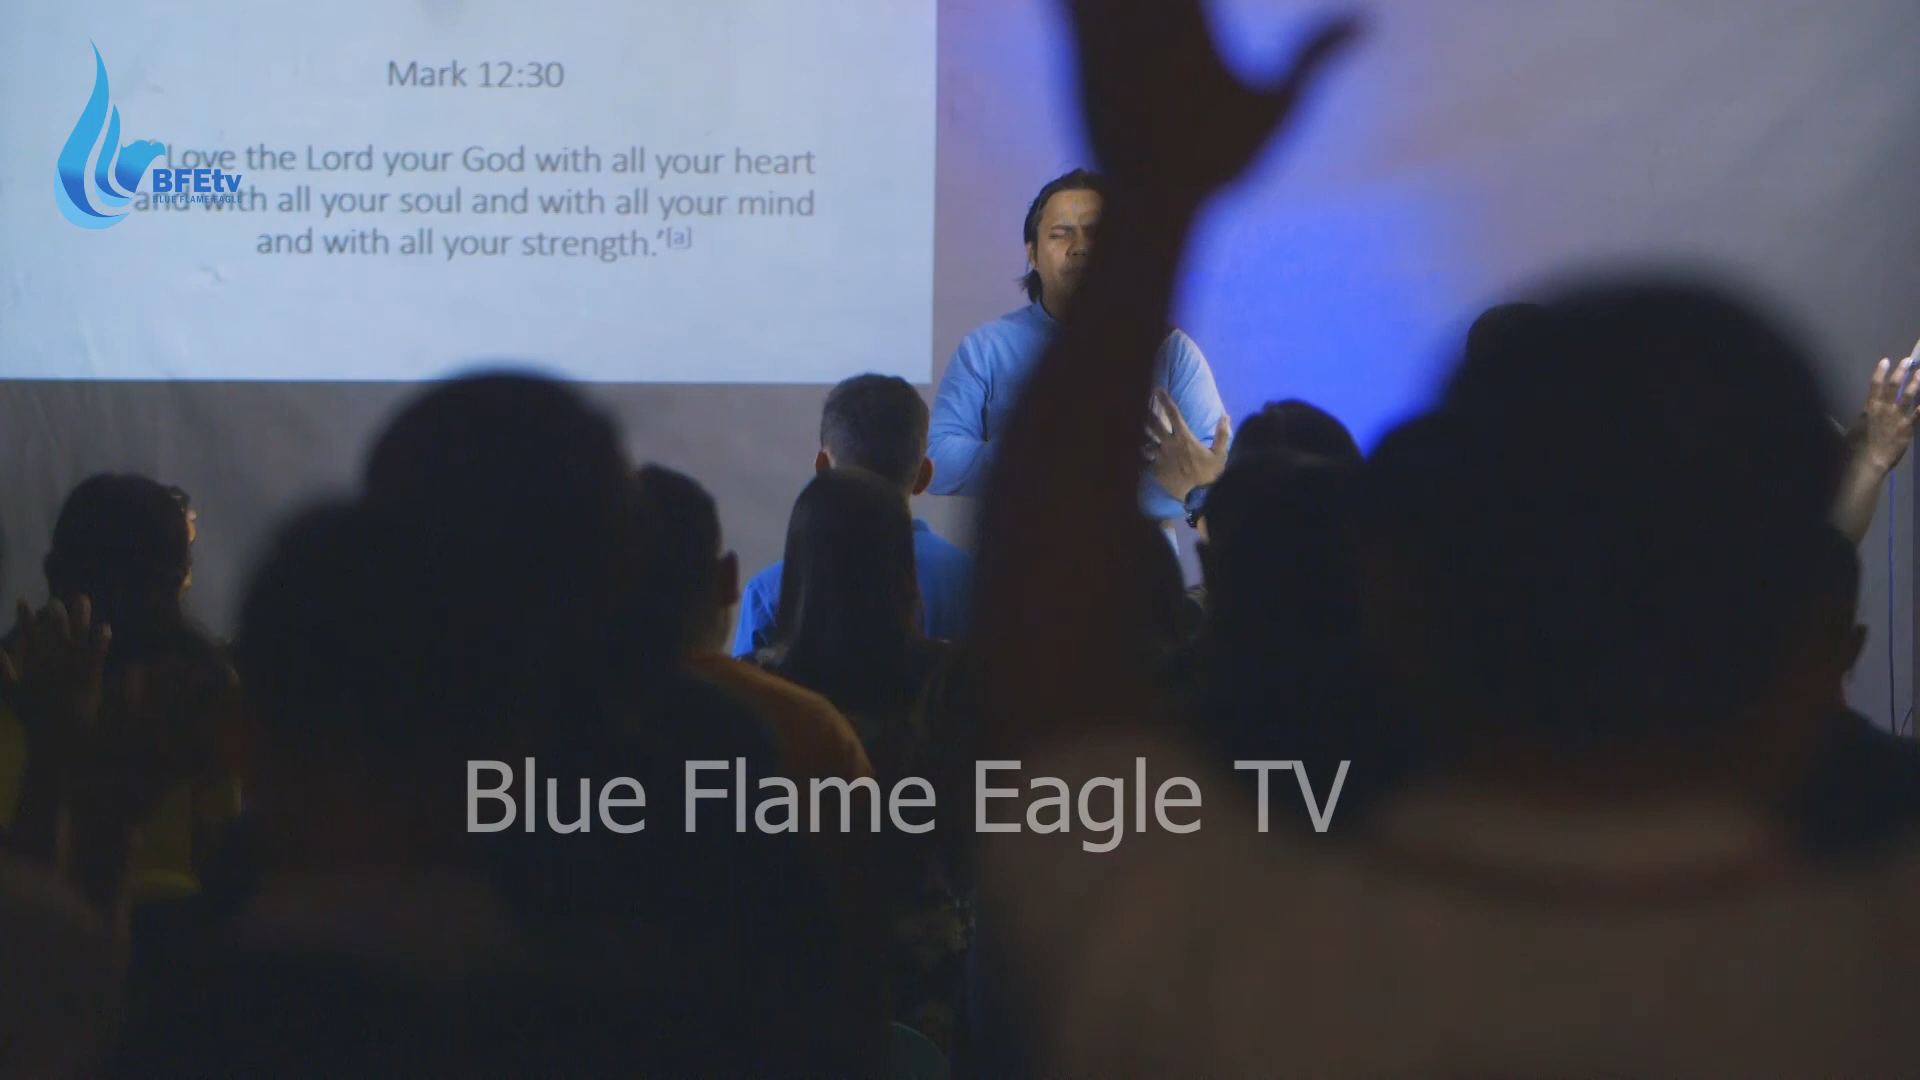 Mark 12:30
Love the Lord your God with all your heart
and with all your soul and with all your mind
and with all your strength.’[a]
BFEtv
BLUE FLAME EAGLE
Blue Flame Eagle TV